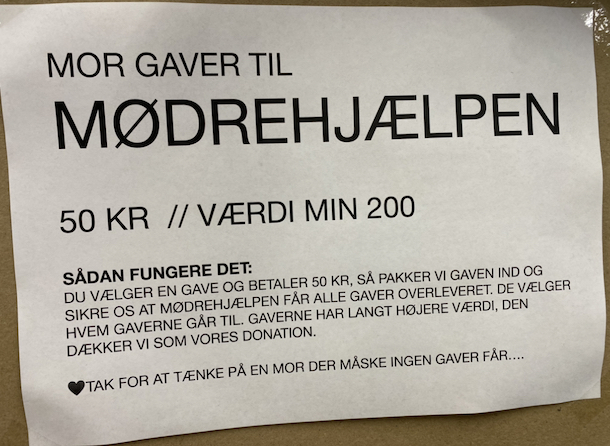 MOR GAVER TIL
MØDREHJÆLPEN
50 KR // VÆRDI MIN 200
SÅDAN FUNGERE DET:
DU VÆLGER EN GAVE OG BETALER 50 KR, SÅ PAKKER VI GAVEN IND OG
SIKRE OS AT MØDREHJÆLPEN FÅR ALLE GAVER OVERLEVERET. DE VÆLGER
HVEM GAVERNE GÅR TIL. GAVERNE HAR LANGT HØJERE VÆRDI, DEN
DÆKKER VI SOM VORES DONATION.
🖤TAK FOR AT TÆNKE PÅ EN MOR DER MÅSKE INGEN GAVER FÅR....